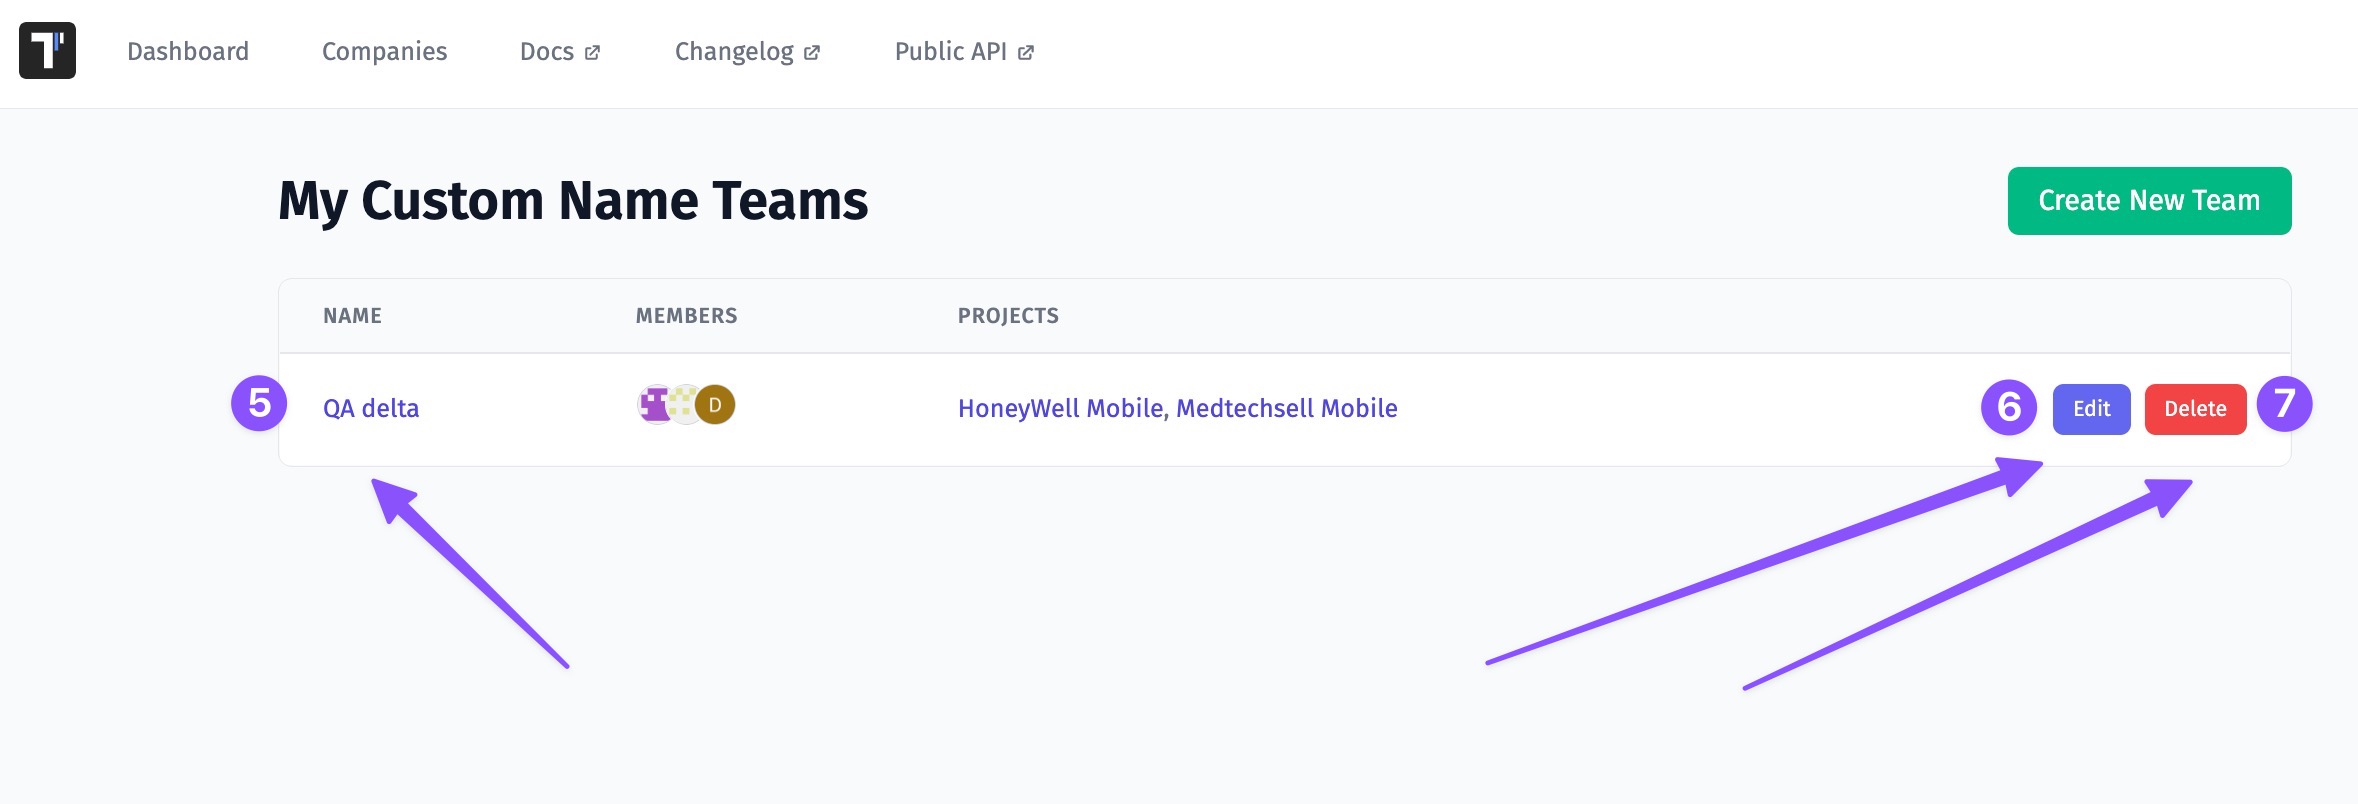 T
Dashboard Companies Docs Changelog Public API
My Custom Name Teams
Create New Team
NAME MEMBERS PROJECTS
5 QA delta D HoneyWell Mobile, Medtechsell Mobile 6 Edit Delete 7